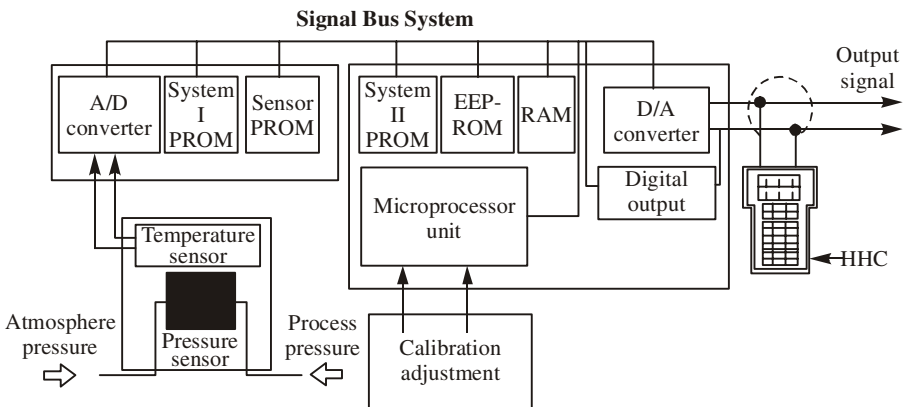 Signal Bus System
A/D
converter
System
I
PROM
Sensor
PROM
System
II
PROM
EEP-
ROM
RAM
D/A
converter
Output
signal
Digital
output
Microprocessor
unit
HHC
Temperature
sensor
Pressure
sensor
Atmosphere
pressure
Process
pressure
Calibration
adjustment